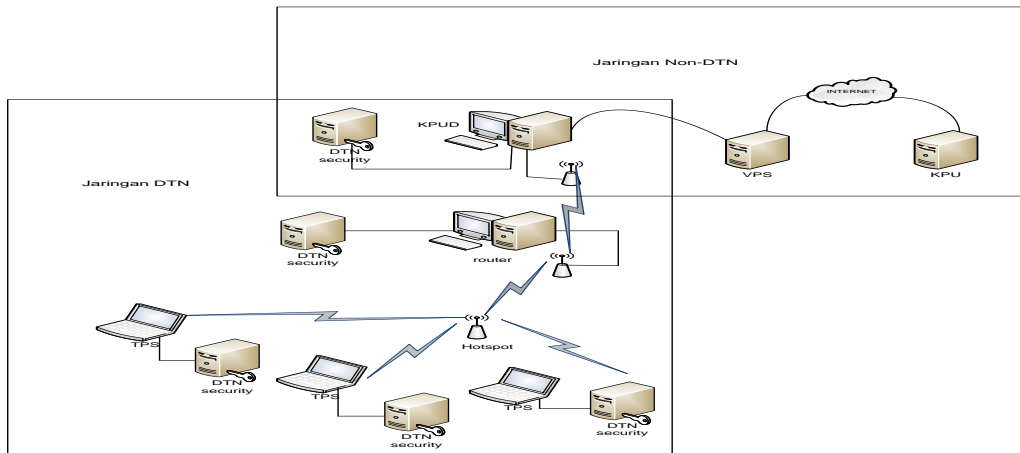 Jaringan Non-DTN
INTERNET
KPUD
DTN
security
VPS
KPU
Jaringan DTN
DTN
security
router
Hotspot
TPS
DTN
security
TPS
DTN
security
TPS
DTN
security